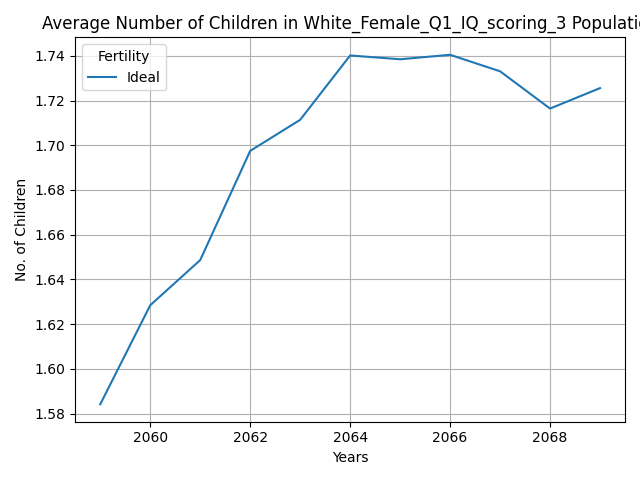 Average Number of Children in White_Female_Q1_IQ_scoring_3 Populati
Fertility
Ideal
1.74
1.72
1.70
1.68
1.66
1.64
1.62
1.60
1.58
No. of Children
2060 2062 2064 2066 2068
Years